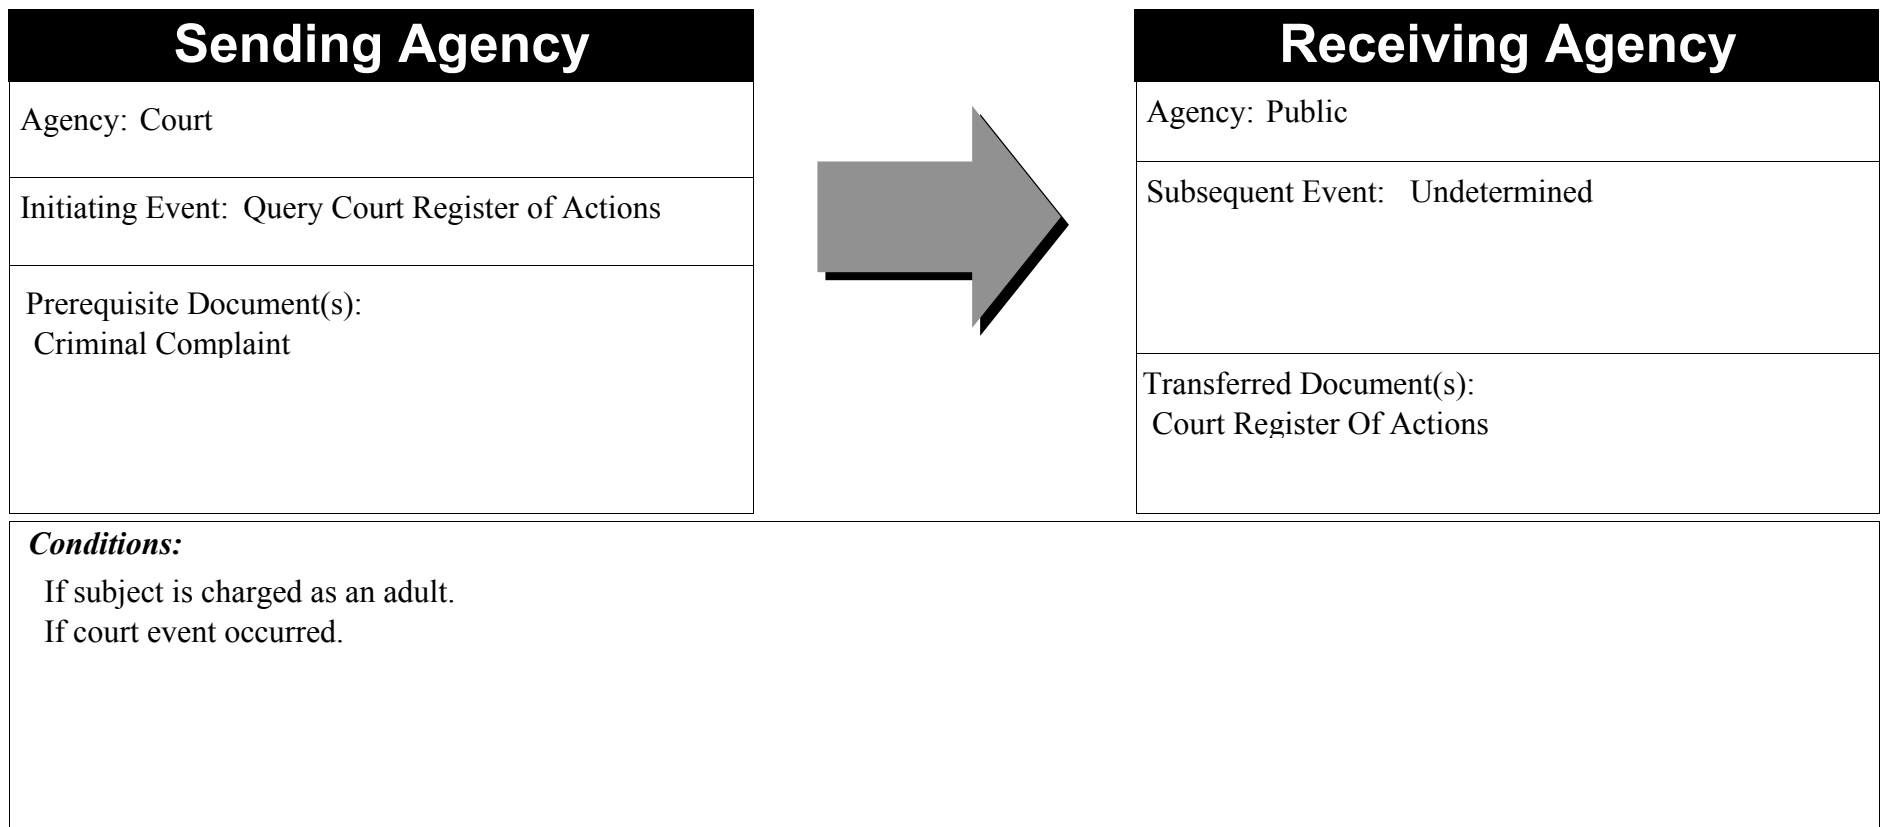 Sending Agency
Agency: Court
Initiating Event: Query Court Register of Actions
Prerequisite Document(s):
Criminal Complaint
Receiving Agency
Agency: Public
Subsequent Event: Undetermined
Transferred Document(s):
Court Register Of Actions
Conditions:
If subject is charged as an adult.
If court event occurred.